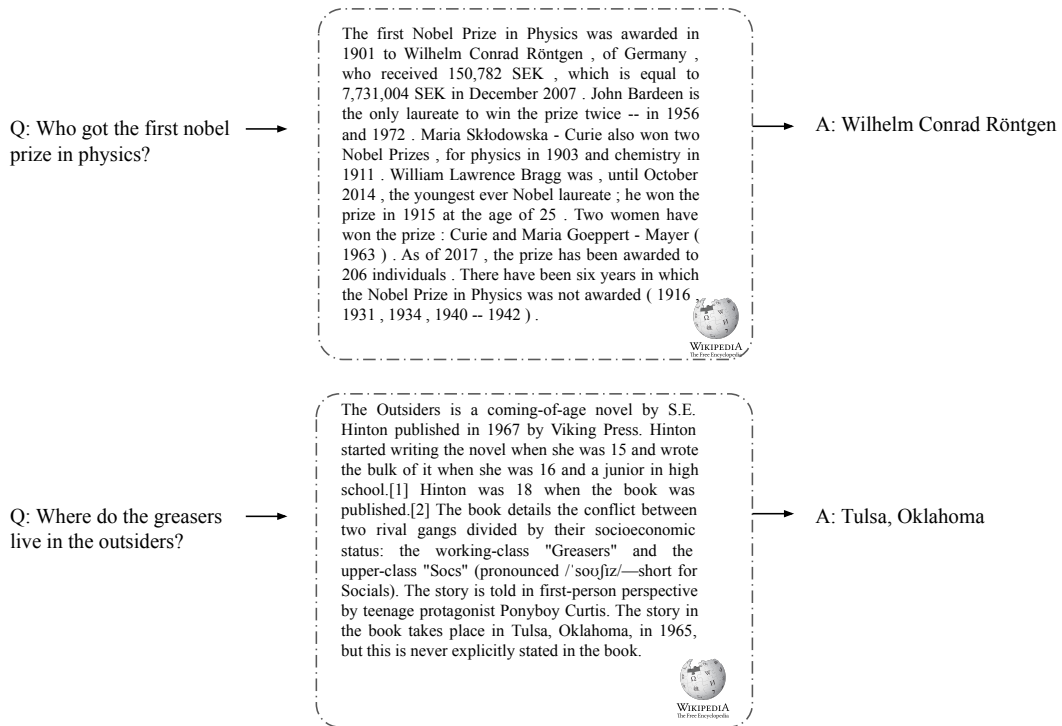 Q: Who got the first nobel
prize in physics?
The first Nobel Prize in Physics was awarded in
1901 to Wilhelm Conrad Röntgen , of Germany ,
who received 150,782 SEK , which is equal to
7,731,004 SEK in December 2007 . John Bardeen is
the only laureate to win the prize twice -- in 1956
and 1972 . Maria Skłodowska - Curie also won two
Nobel Prizes , for physics in 1903 and chemistry in
1911 . William Lawrence Bragg was , until October
2014 , the youngest ever Nobel laureate ; he won the
prize in 1915 at the age of 25 . Two women have
won the prize : Curie and Maria Goeppert - Mayer (
1963 ) . As of 2017 , the prize has been awarded to
206 individuals . There have been six years in which
the Nobel Prize in Physics was not awarded ( 1916 ,
1931 , 1934 , 1940 -- 1942 ) .
WIKIPEDIA
The Free Encyclopedia
A: Wilhelm Conrad Röntgen
Q: Where do the greasers
live in the outsiders?
The Outsiders is a coming-of-age novel by S.E.
Hinton published in 1967 by Viking Press. Hinton
started writing the novel when she was 15 and wrote
the bulk of it when she was 16 and a junior in high
school.[1] Hinton was 18 when the book was
published.[2] The book details the conflict between
two rival gangs divided by their socioeconomic
status: the working-class "Greasers" and the
upper-class "Socs" (pronounced /ˈsoʊʃɪz/—short for
Socials). The story is told in first-person perspective
by teenage protagonist Ponyboy Curtis. The story in
the book takes place in Tulsa, Oklahoma, in 1965,
but this is never explicitly stated in the book.
WIKIPEDIA
The Free Encyclopedia
A: Tulsa, Oklahoma